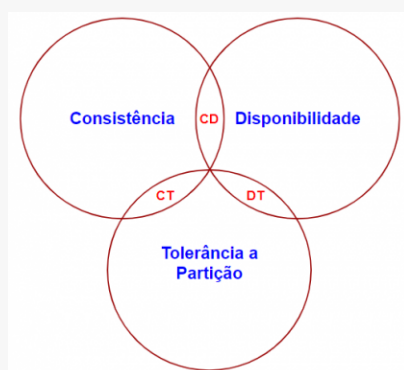 Consistência
CD
Disponibilidade
CT
DT
Tolerância a
Partição